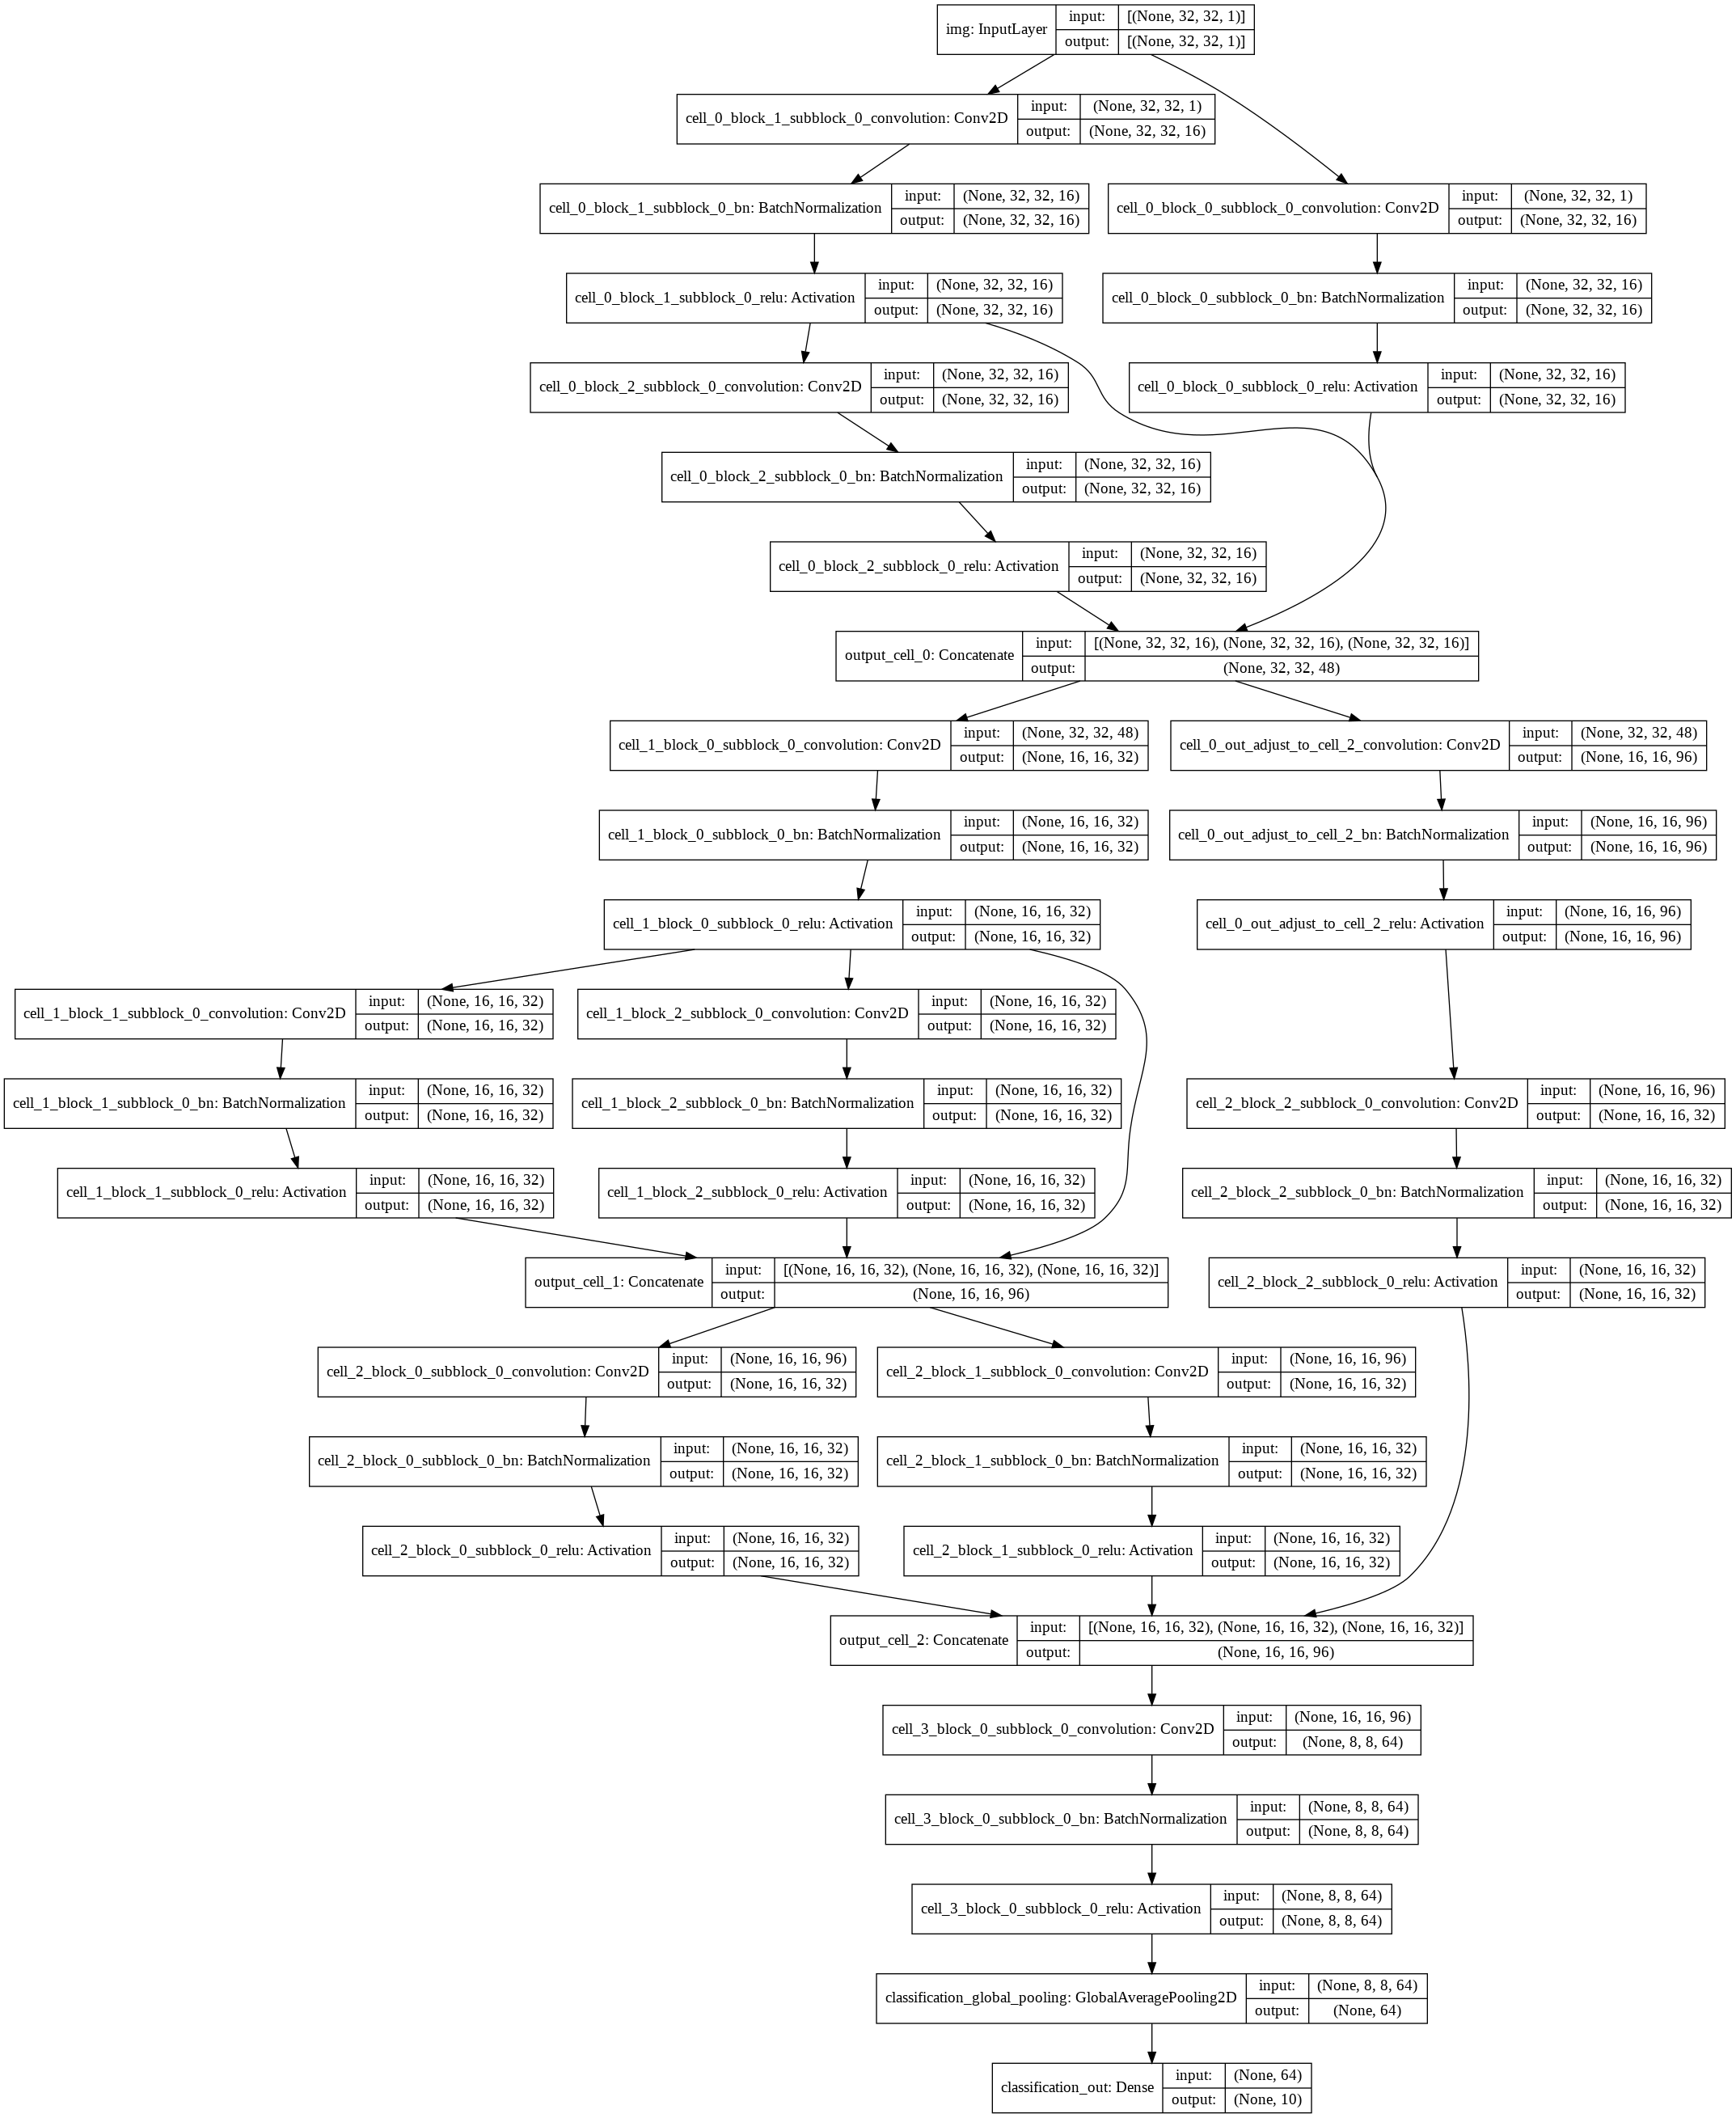 img: InputLayer input: [(None, 32, 32, 1)]
output: [(None, 32, 32, 1)]
cell_0_block_1_subblock_0_convolution: Conv2D input: (None, 32, 32, 1)
output: (None, 32, 32, 16)
cell_0_block_1_subblock_0_bn: BatchNormalization input: (None, 32, 32, 16)
output: (None, 32, 32, 16)
cell_0_block_0_subblock_0_convolution: Conv2D input: (None, 32, 32, 1)
output: (None, 32, 32, 16)
cell_0_block_1_subblock_0_relu: Activation input: (None, 32, 32, 16)
output: (None, 32, 32, 16)
cell_0_block_0_subblock_0_bn: BatchNormalization input: (None, 32, 32, 16)
output: (None, 32, 32, 16)
cell_0_block_2_subblock_0_convolution: Conv2D input: (None, 32, 32, 16)
output: (None, 32, 32, 16)
cell_0_block_0_subblock_0_relu: Activation input: (None, 32, 32, 16)
output: (None, 32, 32, 16)
cell_0_block_2_subblock_0_bn: BatchNormalization input: (None, 32, 32, 16)
output: (None, 32, 32, 16)
cell_0_block_2_subblock_0_relu: Activation input: (None, 32, 32, 16)
output: (None, 32, 32, 16)
output_cell_0: Concatenate input: [(None, 32, 32, 16), (None, 32, 32, 16), (None, 32, 32, 16)]
output: (None, 32, 32, 48)
cell_1_block_0_subblock_0_convolution: Conv2D input: (None, 32, 32, 48)
output: (None, 16, 16, 32)
cell_0_out_adjust_to_cell_2_convolution: Conv2D input: (None, 32, 32, 48)
output: (None, 16, 16, 96)
cell_1_block_0_subblock_0_bn: BatchNormalization input: (None, 16, 16, 32)
output: (None, 16, 16, 32)
cell_0_out_adjust_to_cell_2_bn: BatchNormalization input: (None, 16, 16, 96)
output: (None, 16, 16, 96)
cell_1_block_0_subblock_0_relu: Activation input: (None, 16, 16, 32)
output: (None, 16, 16, 32)
cell_0_out_adjust_to_cell_2_relu: Activation input: (None, 16, 16, 96)
output: (None, 16, 16, 96)
cell_1_block_1_subblock_0_convolution: Conv2D input: (None, 16, 16, 32)
output: (None, 16, 16, 32)
cell_1_block_2_subblock_0_convolution: Conv2D input: (None, 16, 16, 32)
output: (None, 16, 16, 32)
cell_1_block_1_subblock_0_bn: BatchNormalization input: (None, 16, 16, 32)
output: (None, 16, 16, 32)
cell_1_block_2_subblock_0_bn: BatchNormalization input: (None, 16, 16, 32)
output: (None, 16, 16, 32)
cell_2_block_2_subblock_0_convolution: Conv2D input: (None, 16, 16, 96)
output: (None, 16, 16, 32)
cell_1_block_1_subblock_0_relu: Activation input: (None, 16, 16, 32)
output: (None, 16, 16, 32)
cell_1_block_2_subblock_0_relu: Activation input: (None, 16, 16, 32)
output: (None, 16, 16, 32)
cell_2_block_2_subblock_0_bn: BatchNormalization input: (None, 16, 16, 32)
output: (None, 16, 16, 32)
output_cell_1: Concatenate input: [(None, 16, 16, 32), (None, 16, 16, 32), (None, 16, 16, 32)]
output: (None, 16, 16, 96)
cell_2_block_2_subblock_0_relu: Activation input: (None, 16, 16, 32)
output: (None, 16, 16, 32)
cell_2_block_0_subblock_0_convolution: Conv2D input: (None, 16, 16, 96)
output: (None, 16, 16, 32)
cell_2_block_1_subblock_0_convolution: Conv2D input: (None, 16, 16, 96)
output: (None, 16, 16, 32)
cell_2_block_0_subblock_0_bn: BatchNormalization input: (None, 16, 16, 32)
output: (None, 16, 16, 32)
cell_2_block_1_subblock_0_bn: BatchNormalization input: (None, 16, 16, 32)
output: (None, 16, 16, 32)
cell_2_block_0_subblock_0_relu: Activation input: (None, 16, 16, 32)
output: (None, 16, 16, 32)
cell_2_block_1_subblock_0_relu: Activation input: (None, 16, 16, 32)
output: (None, 16, 16, 32)
output_cell_2: Concatenate input: [(None, 16, 16, 32), (None, 16, 16, 32), (None, 16, 16, 32)]
output: (None, 16, 16, 96)
cell_3_block_0_subblock_0_convolution: Conv2D input: (None, 16, 16, 96)
output: (None, 8, 8, 64)
cell_3_block_0_subblock_0_bn: BatchNormalization input: (None, 8, 8, 64)
output: (None, 8, 8, 64)
cell_3_block_0_subblock_0_relu: Activation input: (None, 8, 8, 64)
output: (None, 8, 8, 64)
classification_global_pooling: GlobalAveragePooling2D input: (None, 8, 8, 64)
output: (None, 64)
classification_out: Dense input: (None, 64)
output: (None, 10)